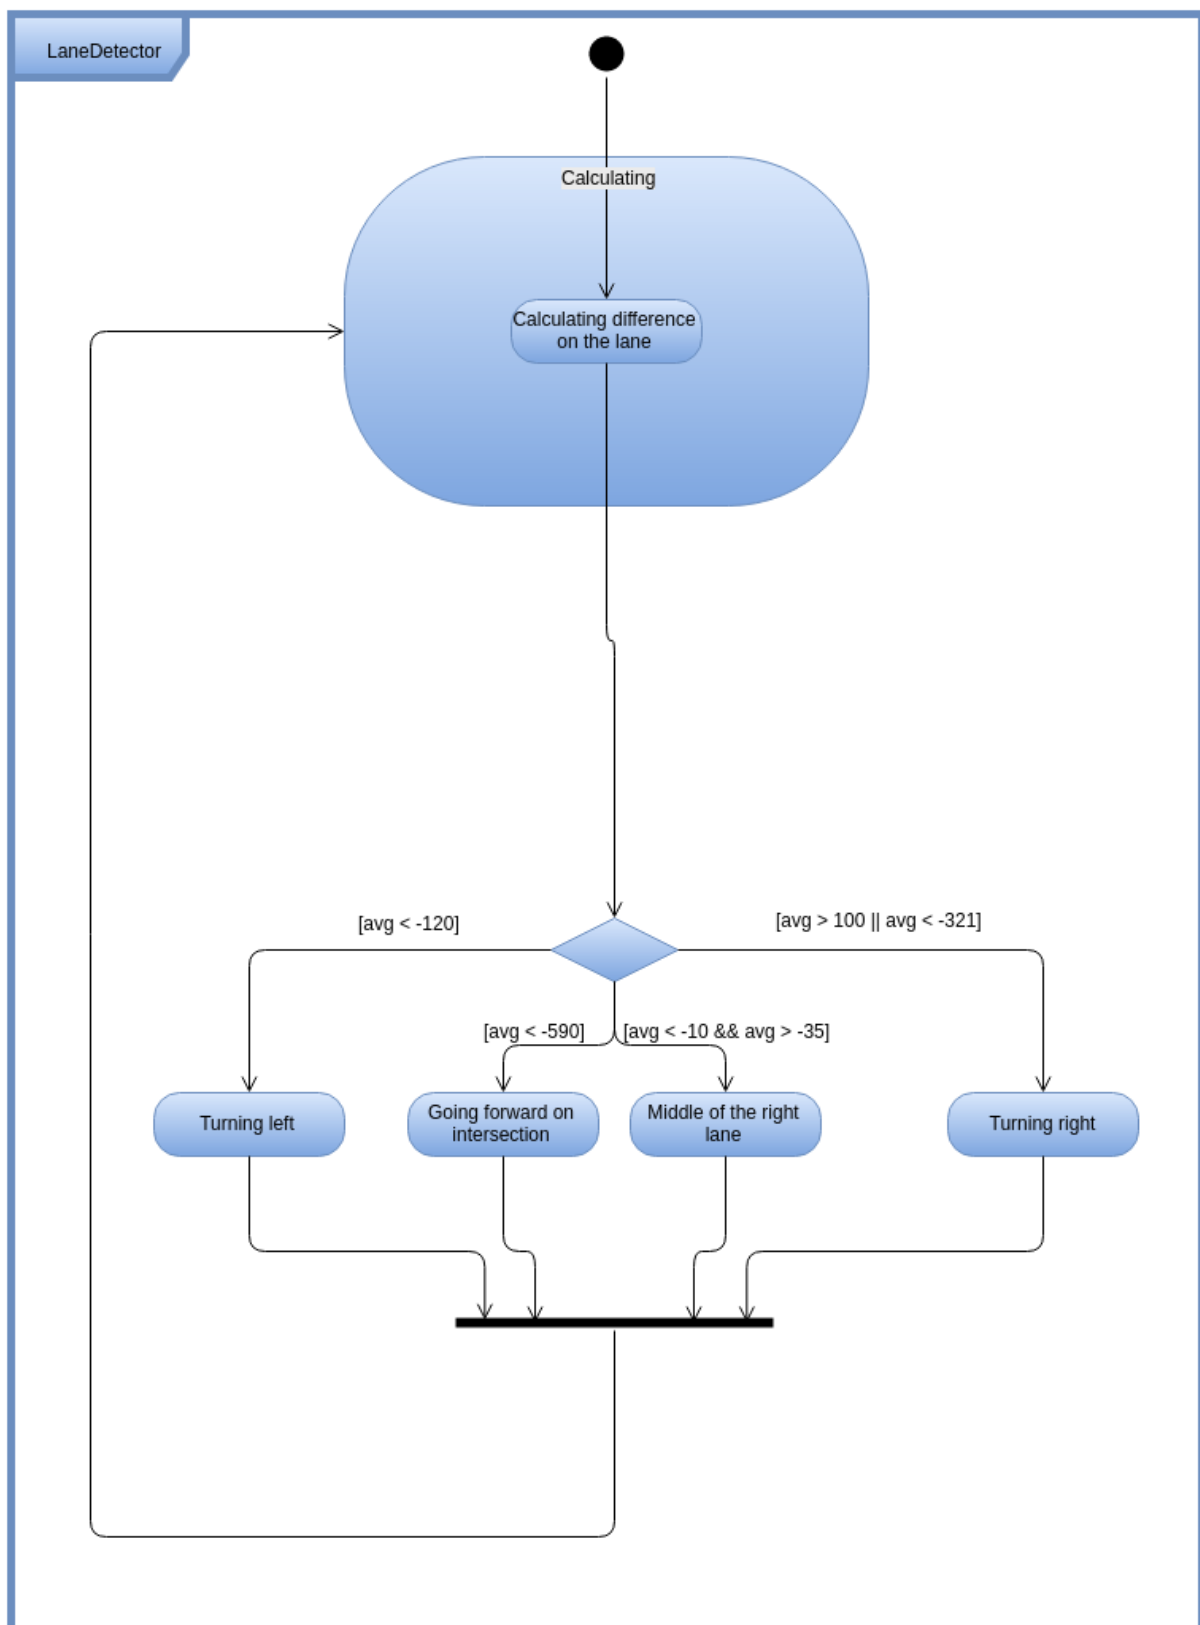 LaneDetector
Calculating
Calculating difference
on the lane
[avg < -120]
[avg > 100 || avg < -321]
[avg < -590]
[avg < -10 && avg > -35]
Turning left
Going forward on
intersection
Middle of the right
lane
Turning right